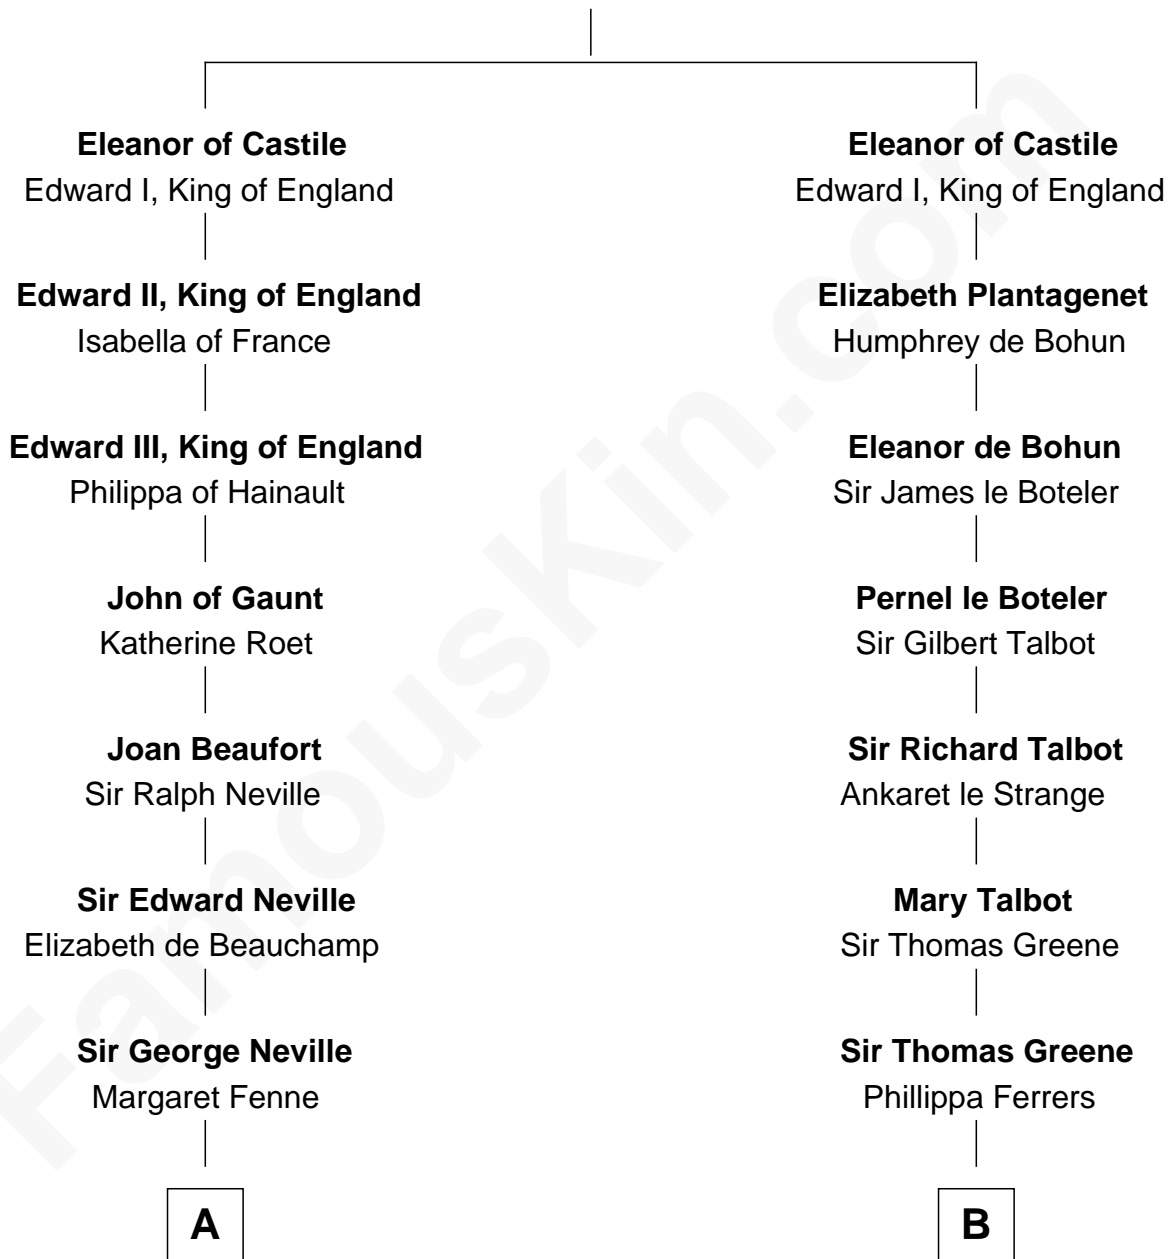 Eleanor of Castile
Edward I, King of England
Edward II, King of England
Isabella of France
Edward III, King of England
Philippa of Hainault
John of Gaunt
Katherine Roet
Joan Beaufort
Sir Ralph Neville
Sir Edward Neville
Elizabeth de Beauchamp
Sir George Neville
Margaret Fenne
A
Eleanor of Castile
Edward I, King of England
Elizabeth Plantagenet
Humphrey de Bohun
Eleanor de Bohun
Sir James le Boteler
Pernel le Boteler
Sir Gilbert Talbot
Sir Richard Talbot
Ankaret le Strange
Mary Talbot
Sir Thomas Greene
Sir Thomas Greene
Phillippa Ferrers
B
FamousKin.com